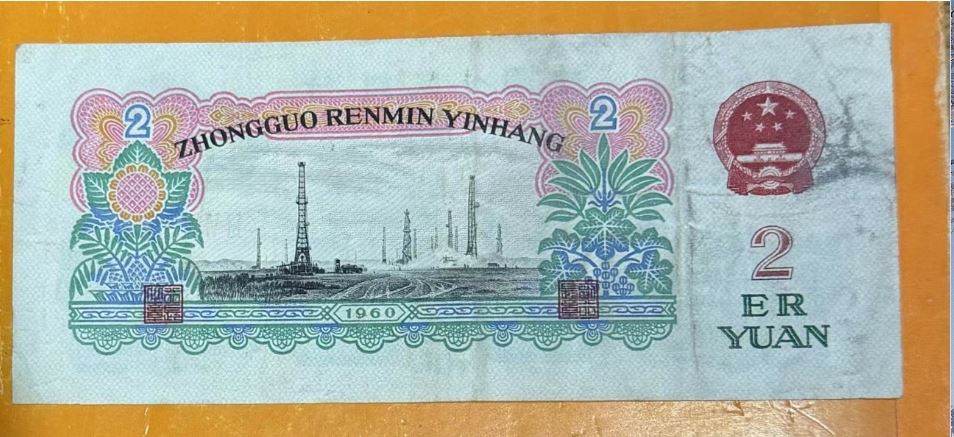 2
2
ZHONGGUO RENMIN YINHANG
1960
2
ER
YUAN